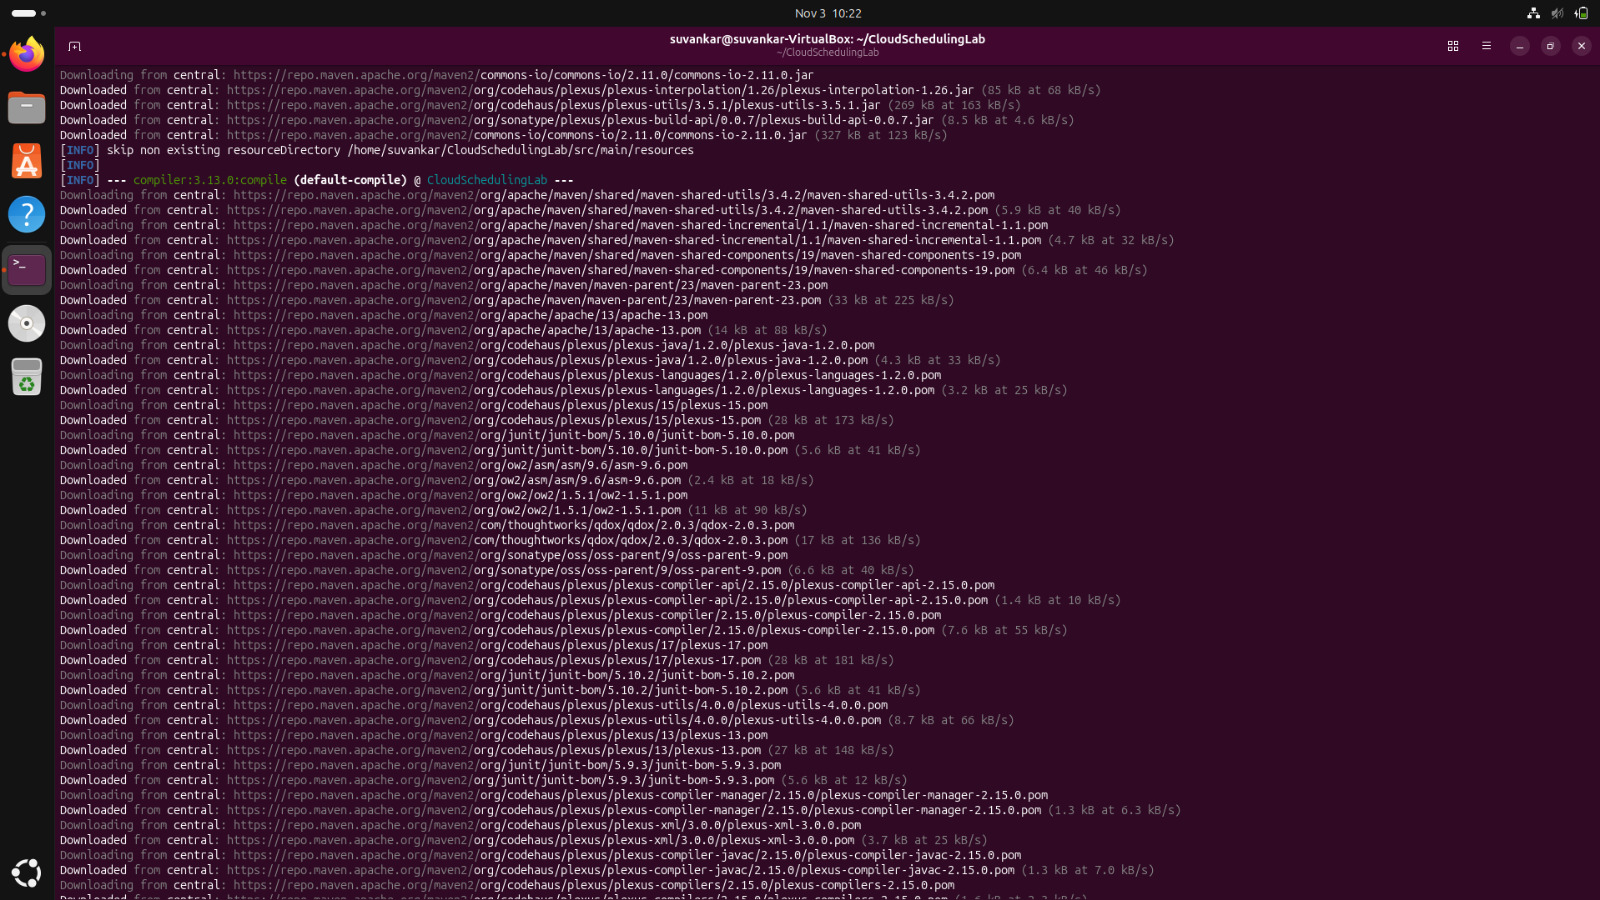 Nov 3 10:22
suvankar@suvankar-VirtualBox: ~/CloudSchedulingLab
~/CloudSchedulingLab
Downloading from central: https://repo.maven.apache.org/maven2/commons-io/commons-io/2.11.0/commons-io-2.11.0.jar
Downloaded from central: https://repo.maven.apache.org/maven2/org/codehaus/plexus/plexus-interpolation/1.26/plexus-interpolation-1.26.jar (85 kB at 68 kB/s)
Downloaded from central: https://repo.maven.apache.org/maven2/org/codehaus/plexus/plexus-utils/3.5.1/plexus-utils-3.5.1.jar (269 kB at 163 kB/s)
Downloaded from central: https://repo.maven.apache.org/maven2/org/sonatype/plexus/plexus-build-api/0.0.7/plexus-build-api-0.0.7.jar (8.5 kB at 4.6 kB/s)
Downloaded from central: https://repo.maven.apache.org/maven2/commons-io/commons-io/2.11.0/commons-io-2.11.0.jar (327 kB at 123 kB/s)
[INFO] skip non existing resourceDirectory /home/suvankar/CloudSchedulingLab/src/main/resources
[INFO]
[INFO] --- compiler:3.13.0:compile (default-compile) @ CloudSchedulingLab ---
Downloading from central: https://repo.maven.apache.org/maven2/org/apache/maven/shared/maven-shared-utils/3.4.2/maven-shared-utils-3.4.2.pom
Downloaded from central: https://repo.maven.apache.org/maven2/org/apache/maven/shared/maven-shared-utils/3.4.2/maven-shared-utils-3.4.2.pom (5.9 kB at 40 kB/s)
Downloading from central: https://repo.maven.apache.org/maven2/org/apache/maven/shared/maven-shared-incremental/1.1/maven-shared-incremental-1.1.pom
Downloaded from central: https://repo.maven.apache.org/maven2/org/apache/maven/shared/maven-shared-incremental/1.1/maven-shared-incremental-1.1.pom (4.7 kB at 32 kB/s)
Downloading from central: https://repo.maven.apache.org/maven2/org/apache/maven/shared/maven-shared-components/19/maven-shared-components-19.pom
Downloaded from central: https://repo.maven.apache.org/maven2/org/apache/maven/shared/maven-shared-components/19/maven-shared-components-19.pom (6.4 kB at 46 kB/s)
Downloading from central: https://repo.maven.apache.org/maven2/org/apache/maven/maven-parent/23/maven-parent-23.pom
Downloaded from central: https://repo.maven.apache.org/maven2/org/apache/maven/maven-parent/23/maven-parent-23.pom (33 kB at 225 kB/s)
Downloading from central: https://repo.maven.apache.org/maven2/org/apache/apache/13/apache-13.pom
Downloaded from central: https://repo.maven.apache.org/maven2/org/apache/apache/13/apache-13.pom (14 kB at 88 kB/s)
Downloading from central: https://repo.maven.apache.org/maven2/org/codehaus/plexus/plexus-java/1.2.0/plexus-java-1.2.0.pom
Downloaded from central: https://repo.maven.apache.org/maven2/org/codehaus/plexus/plexus-java/1.2.0/plexus-java-1.2.0.pom (4.3 kB at 33 kB/s)
Downloading from central: https://repo.maven.apache.org/maven2/org/codehaus/plexus/plexus-languages/1.2.0/plexus-languages-1.2.0.pom
Downloaded from central: https://repo.maven.apache.org/maven2/org/codehaus/plexus/plexus-languages/1.2.0/plexus-languages-1.2.0.pom (3.2 kB at 25 kB/s)
Downloading from central: https://repo.maven.apache.org/maven2/org/codehaus/plexus/plexus/15/plexus-15.pom
Downloaded from central: https://repo.maven.apache.org/maven2/org/codehaus/plexus/plexus/15/plexus-15.pom (28 kB at 173 kB/s)
Downloading from central: https://repo.maven.apache.org/maven2/org/junit/junit-bom/5.10.0/junit-bom-5.10.0.pom
Downloaded from central: https://repo.maven.apache.org/maven2/org/junit/junit-bom/5.10.0/junit-bom-5.10.0.pom (5.6 kB at 41 kB/s)
Downloading from central: https://repo.maven.apache.org/maven2/org/ow2/asm/asm/9.6/asm-9.6.pom
Downloaded from central: https://repo.maven.apache.org/maven2/org/ow2/asm/asm/9.6/asm-9.6.pom (2.4 kB at 18 kB/s)
Downloading from central: https://repo.maven.apache.org/maven2/org/ow2/ow2/1.5.1/ow2-1.5.1.pom
Downloaded from central: https://repo.maven.apache.org/maven2/org/ow2/ow2/1.5.1/ow2-1.5.1.pom (11 kB at 90 kB/s)
Downloading from central: https://repo.maven.apache.org/maven2/com/thoughtworks/qdox/qdox/2.0.3/qdox-2.0.3.pom
Downloaded from central: https://repo.maven.apache.org/maven2/com/thoughtworks/qdox/qdox/2.0.3/qdox-2.0.3.pom (17 kB at 136 kB/s)
Downloading from central: https://repo.maven.apache.org/maven2/org/sonatype/oss/oss-parent/9/oss-parent-9.pom
Downloaded from central: https://repo.maven.apache.org/maven2/org/sonatype/oss/oss-parent/9/oss-parent-9.pom (6.6 kB at 40 kB/s)
Downloading from central: https://repo.maven.apache.org/maven2/org/codehaus/plexus/plexus-compiler-api/2.15.0/plexus-compiler-api-2.15.0.pom
Downloaded from central: https://repo.maven.apache.org/maven2/org/codehaus/plexus/plexus-compiler-api/2.15.0/plexus-compiler-api-2.15.0.pom (1.4 kB at 10 kB/s)
Downloading from central: https://repo.maven.apache.org/maven2/org/codehaus/plexus/plexus-compiler/2.15.0/plexus-compiler-2.15.0.pom
Downloaded from central: https://repo.maven.apache.org/maven2/org/codehaus/plexus/plexus-compiler/2.15.0/plexus-compiler-2.15.0.pom (7.6 kB at 55 kB/s)
Downloading from central: https://repo.maven.apache.org/maven2/org/codehaus/plexus/plexus/17/plexus-17.pom
Downloaded from central: https://repo.maven.apache.org/maven2/org/codehaus/plexus/plexus/17/plexus-17.pom (28 kB at 181 kB/s)
Downloading from central: https://repo.maven.apache.org/maven2/org/junit/junit-bom/5.10.2/junit-bom-5.10.2.pom
Downloaded from central: https://repo.maven.apache.org/maven2/org/junit/junit-bom/5.10.2/junit-bom-5.10.2.pom (5.6 kB at 41 kB/s)
Downloading from central: https://repo.maven.apache.org/maven2/org/codehaus/plexus/plexus-utils/4.0.0/plexus-utils-4.0.0.pom
Downloaded from central: https://repo.maven.apache.org/maven2/org/codehaus/plexus/plexus-utils/4.0.0/plexus-utils-4.0.0.pom (8.7 kB at 66 kB/s)
Downloading from central: https://repo.maven.apache.org/maven2/org/codehaus/plexus/plexus/13/plexus-13.pom
Downloaded from central: https://repo.maven.apache.org/maven2/org/codehaus/plexus/plexus/13/plexus-13.pom (27 kB at 148 kB/s)
Downloading from central: https://repo.maven.apache.org/maven2/org/junit/junit-bom/5.9.3/junit-bom-5.9.3.pom
Downloaded from central: https://repo.maven.apache.org/maven2/org/junit/junit-bom/5.9.3/junit-bom-5.9.3.pom (5.6 kB at 12 kB/s)
Downloading from central: https://repo.maven.apache.org/maven2/org/codehaus/plexus/plexus-compiler-manager/2.15.0/plexus-compiler-manager-2.15.0.pom
Downloaded from central: https://repo.maven.apache.org/maven2/org/codehaus/plexus/plexus-compiler-manager/2.15.0/plexus-compiler-manager-2.15.0.pom (1.3 kB at 6.3 kB/s)
Downloading from central: https://repo.maven.apache.org/maven2/org/codehaus/plexus/plexus-xml/3.0.0/plexus-xml-3.0.0.pom
Downloaded from central: https://repo.maven.apache.org/maven2/org/codehaus/plexus/plexus-xml/3.0.0/plexus-xml-3.0.0.pom (3.7 kB at 25 kB/s)
Downloading from central: https://repo.maven.apache.org/maven2/org/codehaus/plexus/plexus-compiler-javac/2.15.0/plexus-compiler-javac-2.15.0.pom
Downloaded from central: https://repo.maven.apache.org/maven2/org/codehaus/plexus/plexus-compiler-javac/2.15.0/plexus-compiler-javac-2.15.0.pom (1.3 kB at 7.0 kB/s)
Downloading from central: https://repo.maven.apache.org/maven2/org/codehaus/plexus/plexus-compilers/2.15.0/plexus-compilers-2.15.0.pom